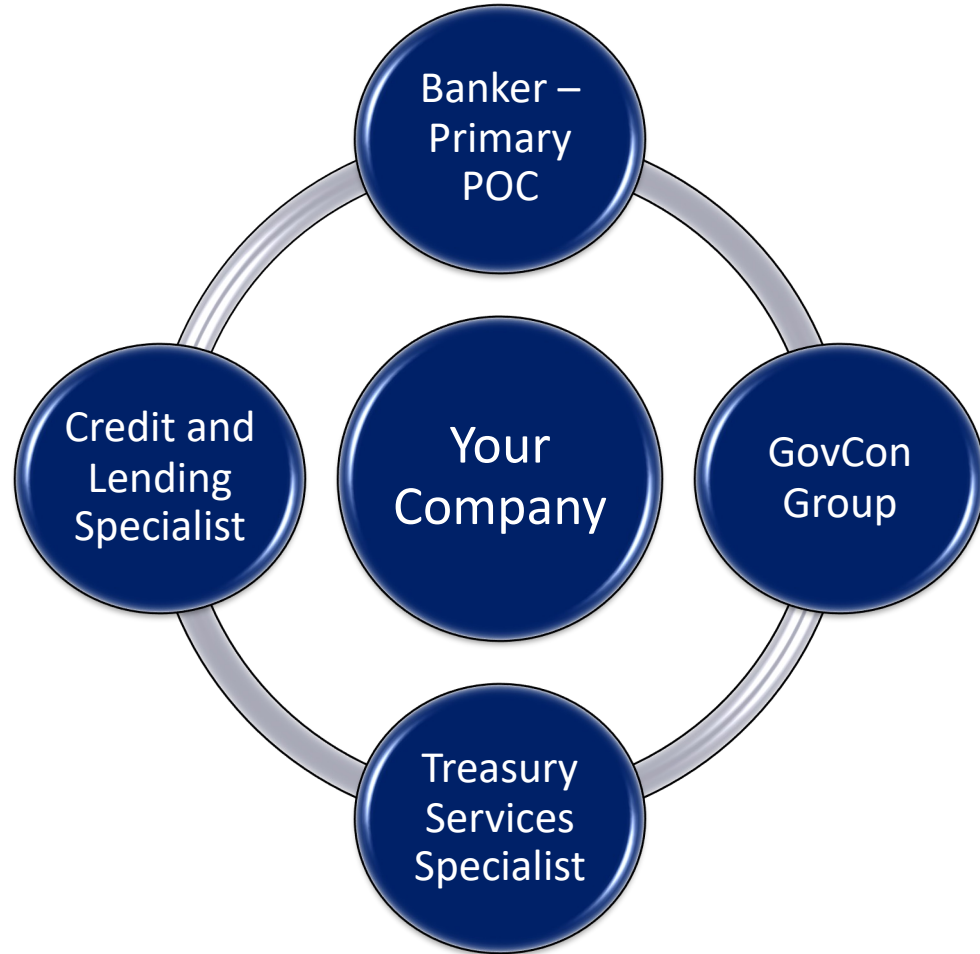 Banker –
Primary
POC
Credit and
Lending
Specialist
Your
Company
GovCon
Group
Treasury
Services
Specialist